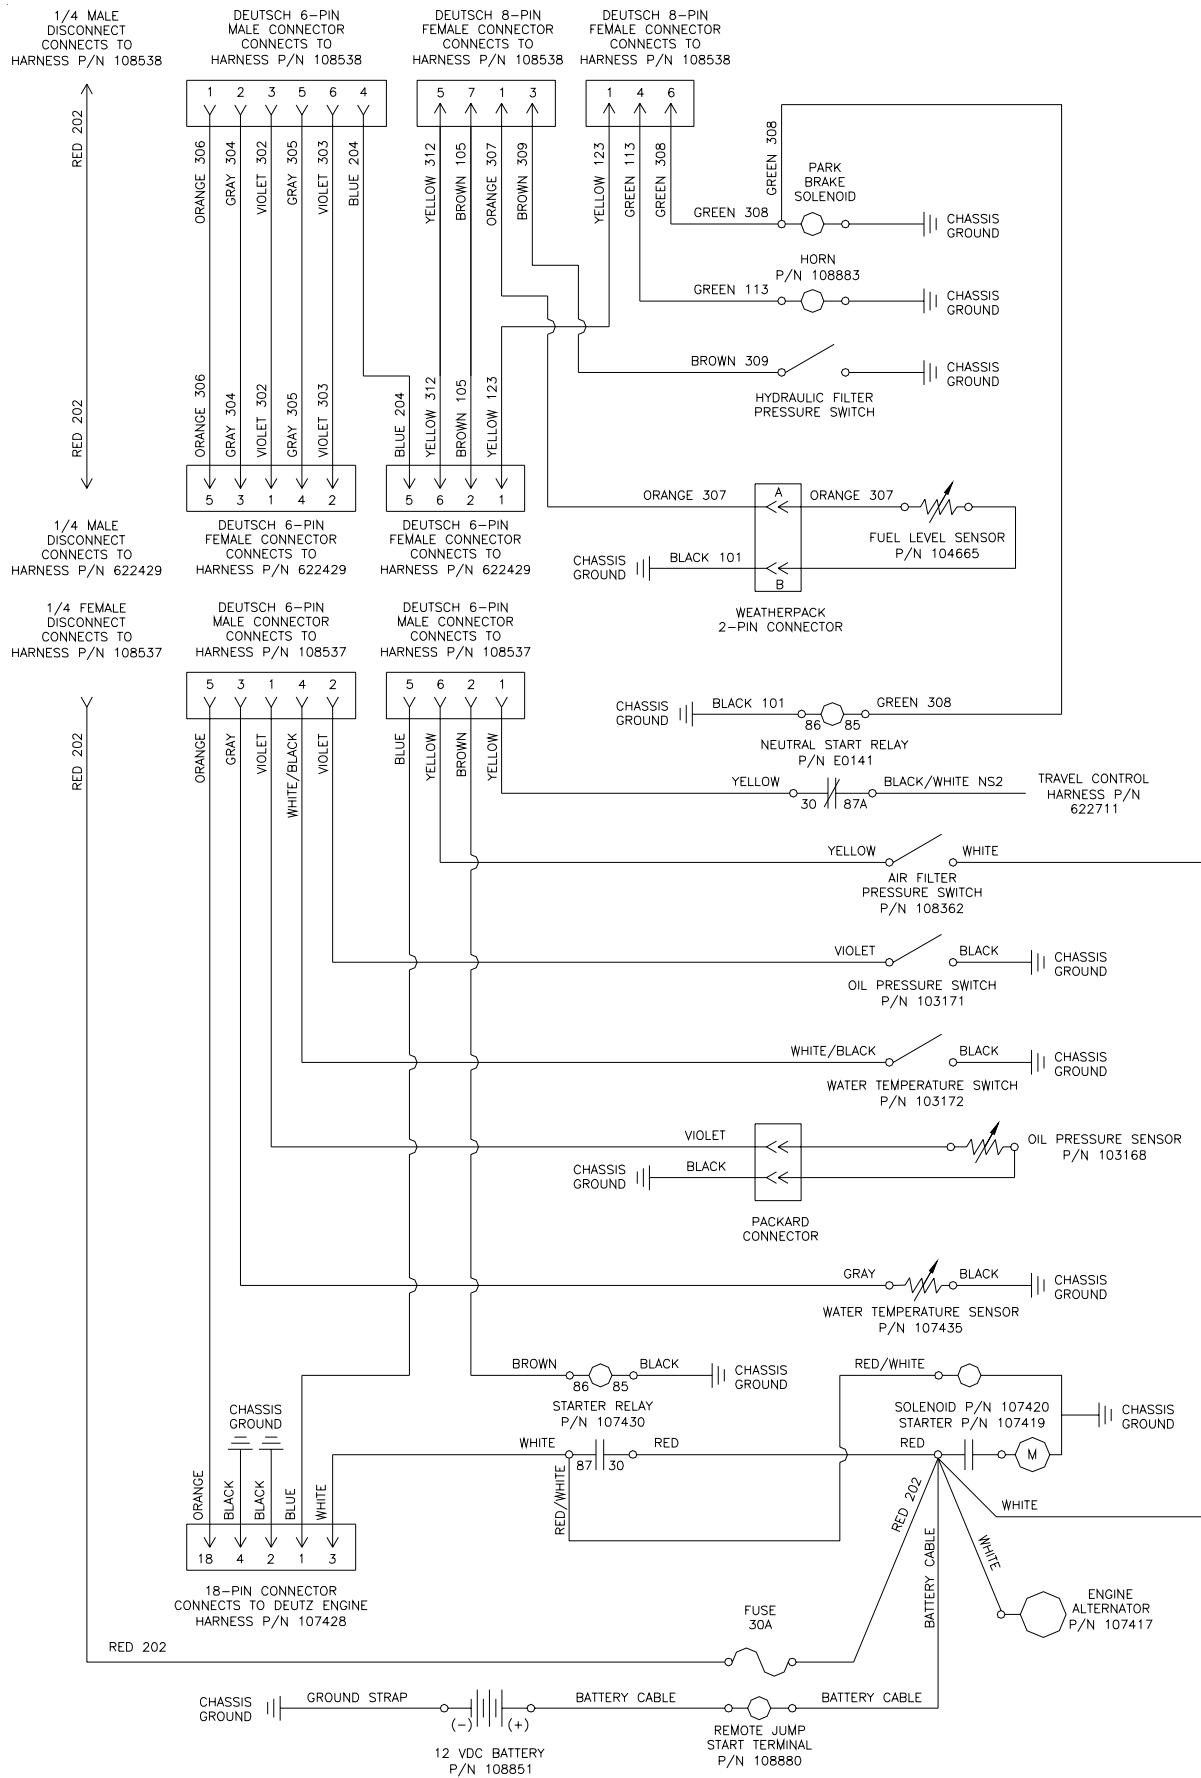 1/4 MALE
DISCONNECT
CONNECTS TO
HARNESS P/N 108538
DEUTSCH 6-PIN
MALE CONNECTOR
CONNECTS TO
HARNESS P/N 108538
DEUTSCH 8-PIN
FEMALE CONNECTOR
CONNECTS TO
HARNESS P/N 108538
DEUTSCH 8-PIN
FEMALE CONNECTOR
CONNECTS TO
HARNESS P/N 108538
1 2 3 5 6 4
5 7 1 3
1 4 6
RED 202
ORANGE 306
GRAY 304
VIOLET 302
GRAY 305
VIOLET 303
BLUE 204
YELLOW 312
BROWN 105
ORANGE 307
BROWN 309
YELLOW 123
GREEN 113
GREEN 308
GREEN 308
PARK
BRAKE
SOLENOID
GREEN 308
CHASSIS
GROUND
HORN
P/N 108883
GREEN 113
CHASSIS
GROUND
BROWN 309
CHASSIS
GROUND
HYDRAULIC FILTER
PRESSURE SWITCH
RED 202
ORANGE 306
GRAY 304
VIOLET 302
GRAY 305
VIOLET 303
BLUE 204
YELLOW 312
BROWN 105
YELLOW 123
5 3 1 4 2
5 6 2 1
1/4 MALE
DISCONNECT
CONNECTS TO
HARNESS P/N 622429
DEUTSCH 6-PIN
FEMALE CONNECTOR
CONNECTS TO
HARNESS P/N 622429
DEUTSCH 6-PIN
FEMALE CONNECTOR
CONNECTS TO
HARNESS P/N 622429
ORANGE 307
A
ORANGE 307
FUEL LEVEL SENSOR
P/N 104665
CHASSIS
GROUND
BLACK 101
B
WEATHERPACK
2-PIN CONNECTOR
1/4 FEMALE
DISCONNECT
CONNECTS TO
HARNESS P/N 108537
DEUTSCH 6-PIN
MALE CONNECTOR
CONNECTS TO
HARNESS P/N 108537
DEUTSCH 6-PIN
MALE CONNECTOR
CONNECTS TO
HARNESS P/N 108537
5 3 1 4 2
5 6 2 1
RED 202
ORANGE
GRAY
VIOLET
WHITE/BLACK
VIOLET
BLUE
YELLOW
BROWN
YELLOW
CHASSIS
GROUND
BLACK 101
GREEN 308
86 85
NEUTRAL START RELAY
P/N E0141
YELLOW
BLACK/WHITE NS2
30 87A
TRAVEL CONTROL
HARNESS P/N
622711
YELLOW
WHITE
AIR FILTER
PRESSURE SWITCH
P/N 108362
VIOLET
BLACK
CHASSIS
GROUND
OIL PRESSURE SWITCH
P/N 103171
WHITE/BLACK
BLACK
CHASSIS
GROUND
WATER TEMPERATURE SWITCH
P/N 103172
VIOLET
OIL PRESSURE SENSOR
P/N 103168
CHASSIS
GROUND
BLACK
PACKARD
CONNECTOR
GRAY
BLACK
CHASSIS
GROUND
WATER TEMPERATURE SENSOR
P/N 107435
BROWN
BLACK
86 85
CHASSIS
GROUND
STARTER RELAY
P/N 107430
RED/WHITE
SOLENOID P/N 107420
STARTER P/N 107419
CHASSIS
GROUND
CHASSIS
GROUND
WHITE
87 30
RED
RED
M
RED/WHITE
ORANGE
BLACK
BLACK
BLUE
WHITE
18 4 2 1 3
18-PIN CONNECTOR
CONNECTS TO DEUTZ ENGINE
HARNESS P/N 107428
RED 202
BATTERY CABLE
WHITE
WHITE
ENGINE
ALTERNATOR
P/N 107417
FUSE
30A
RED 202
CHASSIS
GROUND
GROUND STRAP
(-) (+)
12 VDC BATTERY
P/N 108851
BATTERY CABLE
BATTERY CABLE
REMOTE JUMP
START TERMINAL
P/N 108880